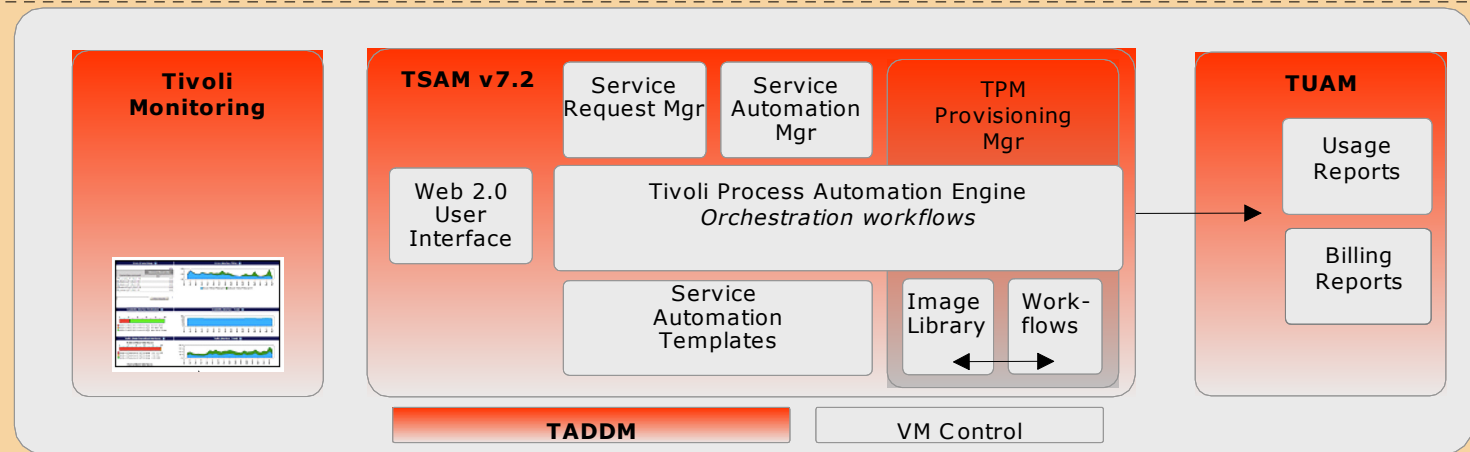 Tivoli
Monitoring
TSAM v7.2
Service
Request Mgr
Service
Automation
Mgr
TPM
Provisioning
Mgr
Web 2.0
User
Interface
Tivoli Process Automation Engine
Orchestration workflows
Service
Automation
Templates
Image
Library
Work-
flows
TUAM
Usage
Reports
Billing
Reports
TADDM
VM Control